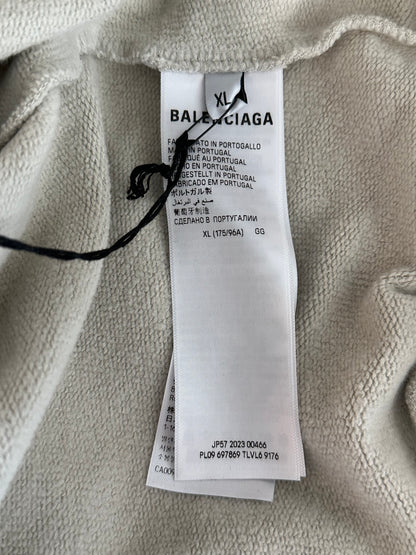 XL
BALENCIAGA
FABBRICATO IN PORTOGALLO
MADE IN PORTUGAL
FABRIQUÉ AU PORTUGAL
HECHO EN PORTUGAL
HERGESTELLT IN PORTUGAL
FABRICADO EM PORTUGAL
ポルトガル製
صنع في البرتغال
葡萄牙制造
СДЕЛАНО В ПОРТУГАЛИИ
XL (175/96A) GG
JP57 2023 00466
PL09 697869 TLVL6 9176
CA009